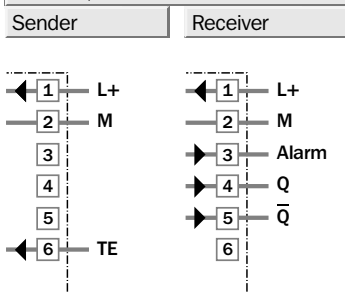 Sender Receiver
1 L+ 1 L+
2 M 2 M
3 3 Alarm
4 4 Q
5 5 Q̅
6 TE 6